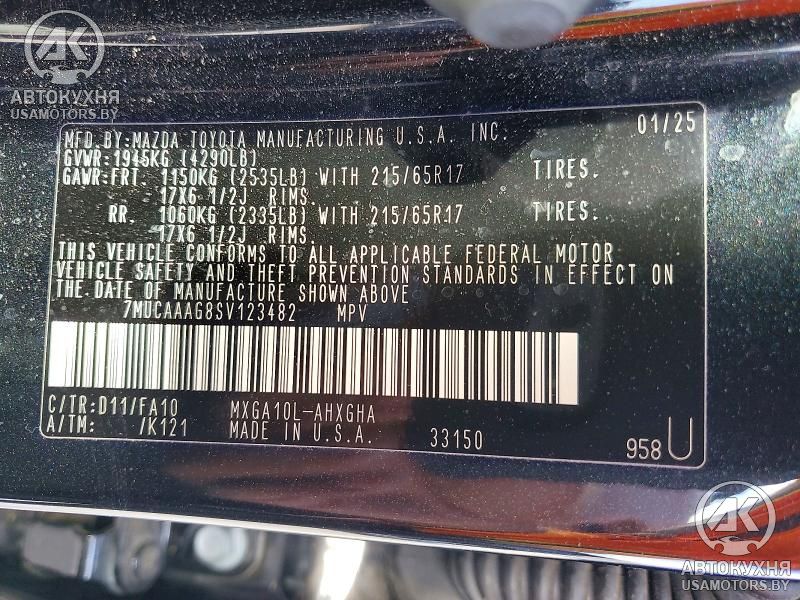 АК
АВТОКУХНЯ
USAMOTORS.BY
MFD.BY:MAZDA TOYOTA MANUFACTURING U.S.A. INC. 01/25
GVWR:1945KG (4290LB)
GAWR:FRT. 1150KG (2535LB) WITH 215/65R17 TIRES.
17X6 1/2J RIMS.
RR. 1060KG (2335LB) WITH 215/65R17 TIRES.
17X6 1/2J RIMS.
THIS VEHICLE CONFORMS TO ALL APPLICABLE FEDERAL MOTOR
VEHICLE SAFETY AND THEFT PREVENTION STANDARDS IN EFFECT ON
THE DATE OF MANUFACTURE SHOWN ABOVE
7MUCAAAG8SV123482 MPV
C/TR:D11/FA10 MXGA10L-AHXGHA
A/TM: /K121 MADE IN U.S.A. 33150 958U
АК
АВТОКУХНЯ
USAMOTORS.BY